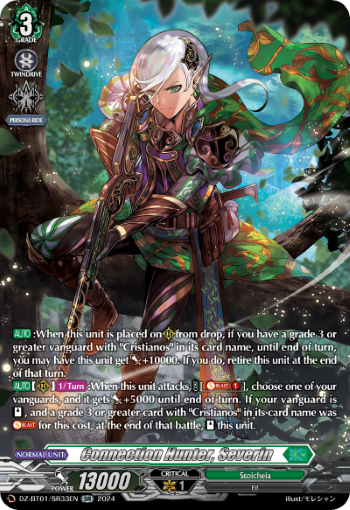 3
GRADE
TWINDRIVE
PERSONA RIDE
AUTO :When this unit is placed on R from drop, if you have a grade 3 or
greater vanguard with "Cristianos" in its card name, until end of turn,
you may have this unit get +10000. If you do, retire this unit at the end
of that turn.
AUTO [R] 1/Turn :When this unit attacks, COST [SOUL BLAST 1], choose one of your
vanguards, and it gets +5000 until end of turn. If your vanguard is
, and a grade 3 or greater card with "Cristianos" in its card name was
SOUL BLAST for this cost, at the end of that battle, this unit.
NORMAL UNIT
Connection Hunter, Severin
Stoicheia
Elf
POWER 13000
CRITICAL
1
D DZ-BT01/SR33EN SR 2024
illust/モレシャン